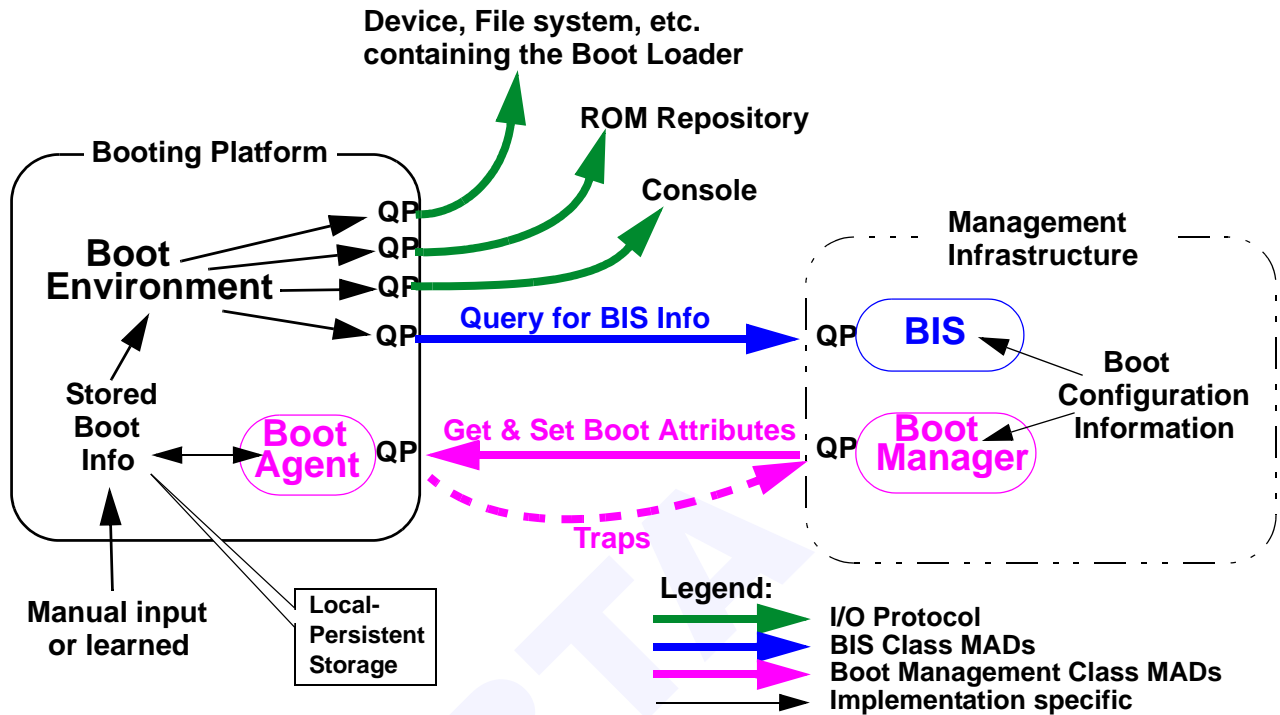 Device, File system, etc.
containing the Boot Loader
ROM Repository
Console
Booting Platform
QP
QP
QP
QP
Boot
Environment
Stored
Boot
Info
Boot
Agent
QP
Manual input
or learned
Local-
Persistent
Storage
Query for BIS Info
Get & Set Boot Attributes
Traps
Management
Infrastructure
QP
BIS
QP
Boot
Manager
Boot
Configuration
Information
Legend:
I/O Protocol
BIS Class MADs
Boot Management Class MADs
Implementation specific